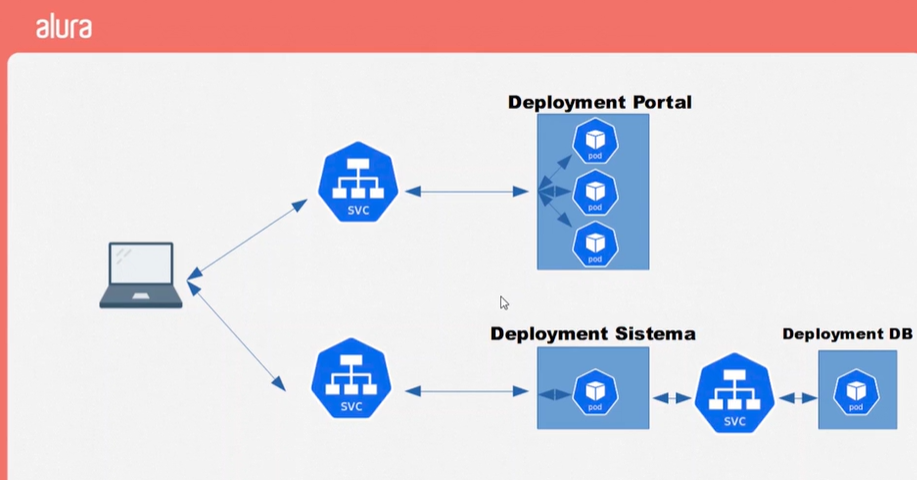 alura
Deployment Portal
pod
pod
svc
pod
Deployment Sistema
Deployment DB
svc
pod
svc
pod